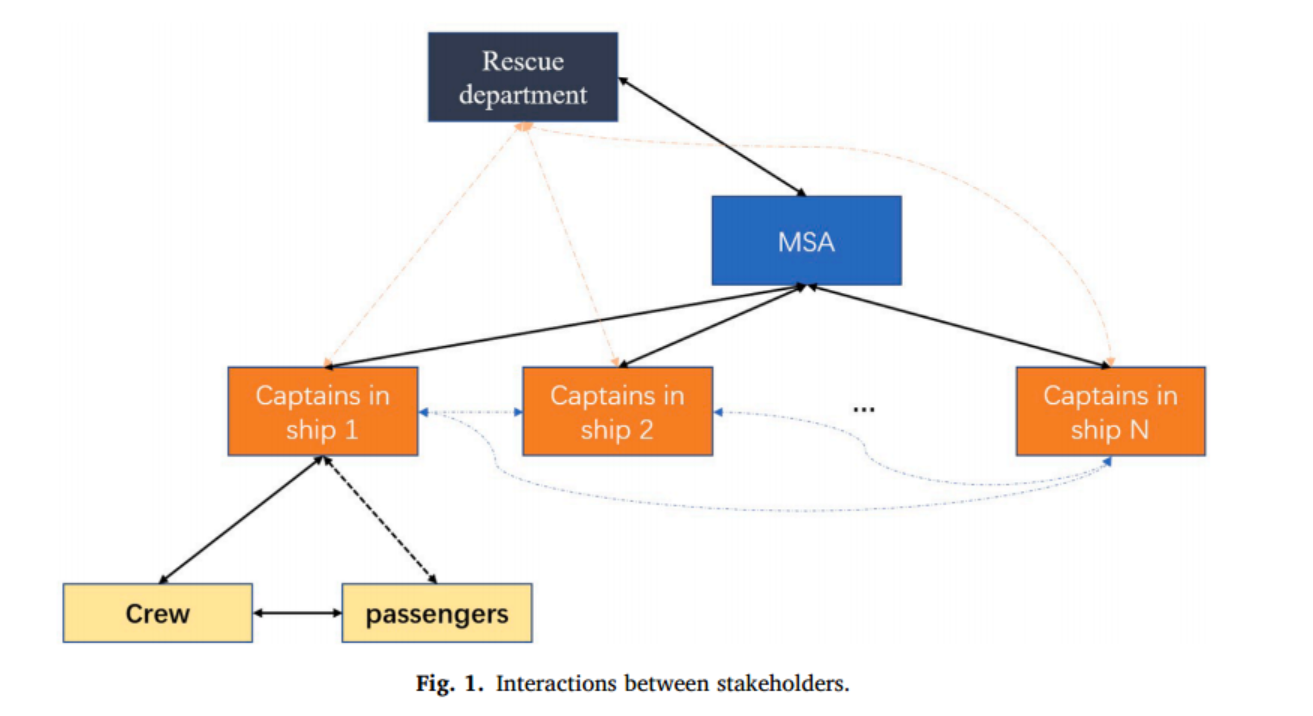 Rescue
department
MSA
Captains in
ship 1
Captains in
ship 2
...
Captains in
ship N
Crew
passengers
Fig. 1. Interactions between stakeholders.